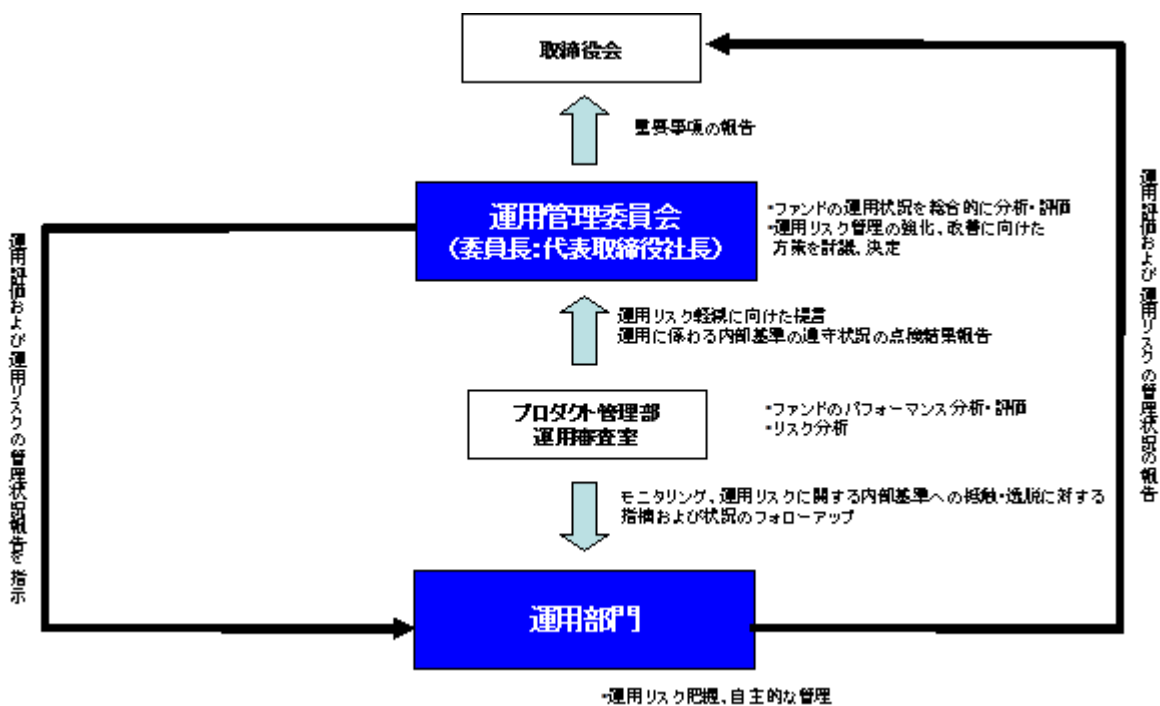 取締役会
重要事項の報告
運用管理委員会
（委員長：代表取締役社長）
・ファンドの運用状況を総合的に分析・評価
・運用リスク管理の強化、改善に向けた
方策を討議、決定
運用リスク軽減に向けた提言
運用に係わる内部基準の遵守状況の点検結果報告
プロダクト管理部
運用審査室
・ファンドのパフォーマンス分析・評価
・リスク分析
モニタリング、運用リスクに関する内部基準への抵触・逸脱に対する
指摘および状況のフォローアップ
運用部門
・運用リスク把握、自主的な管理
運用評価および運用リスクの管理状況報告を指示
運用評価および運用リスクの管理状況の報告